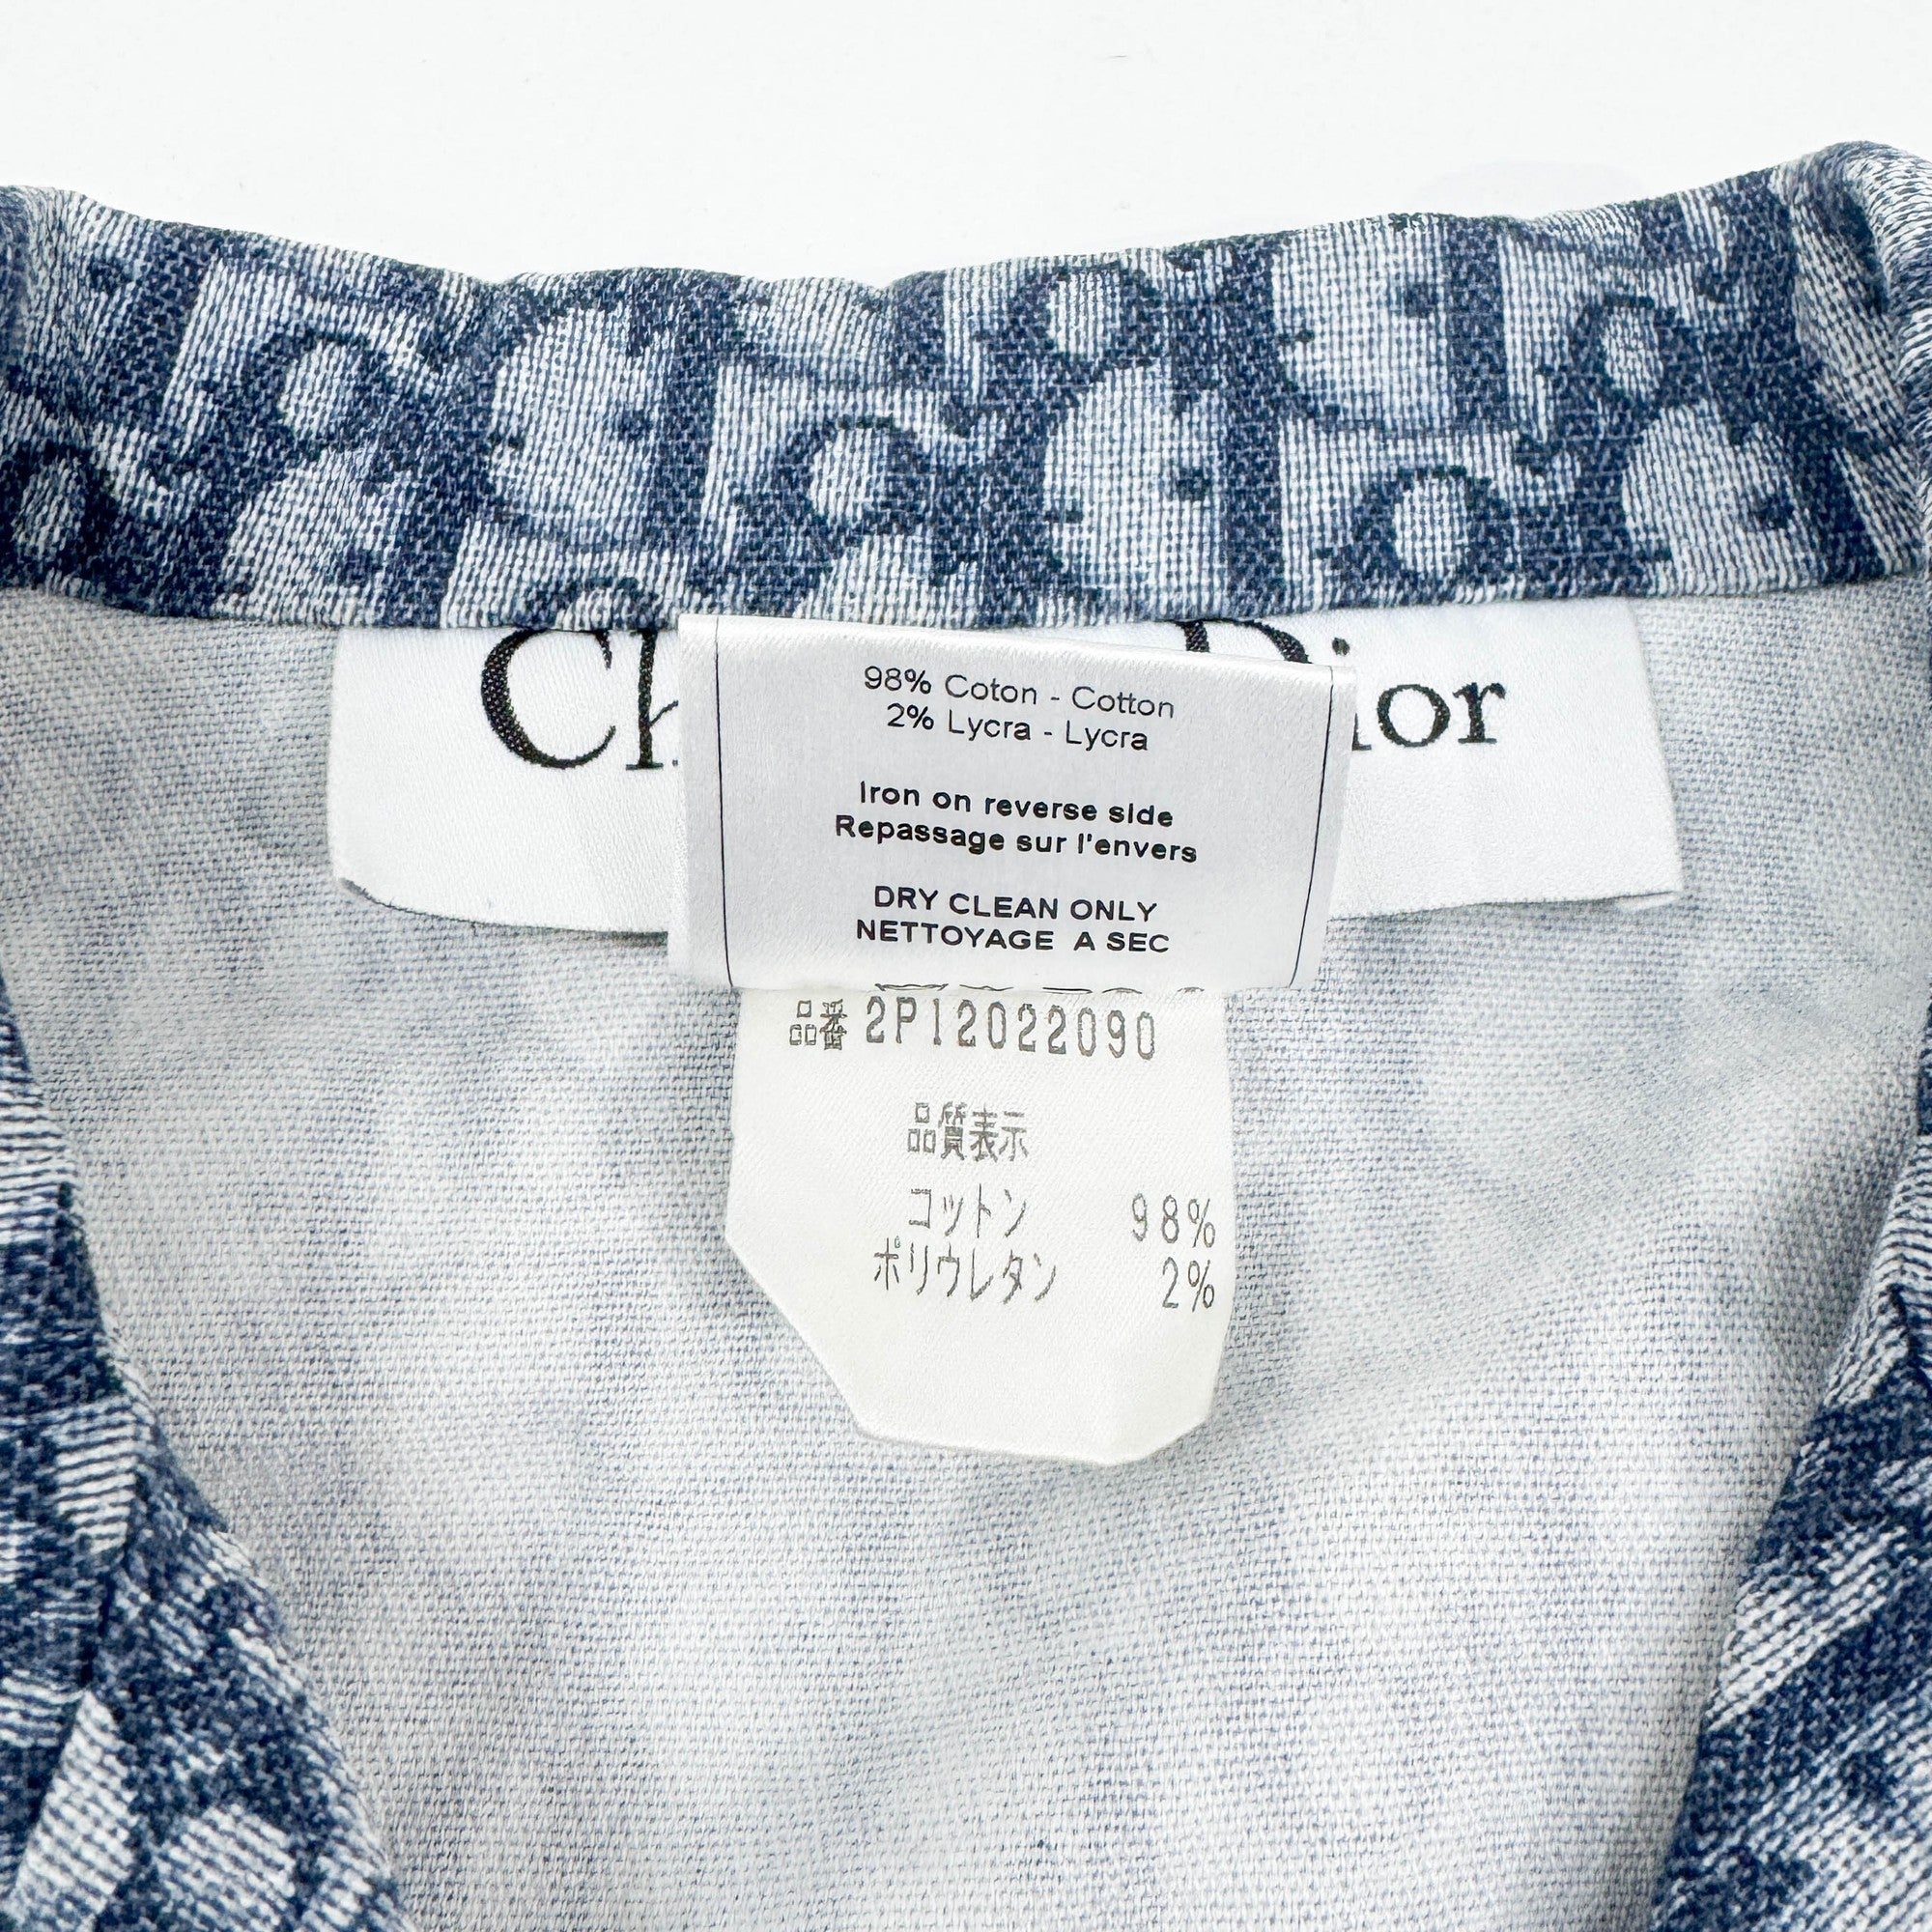 Dior
98% Coton - Cotton
2% Lycra - Lycra
Iron on reverse side
Repassage sur l'envers
DRY CLEAN ONLY
NETTOYAGE A SEC
品番 2P12022090
品質表示
コットン 98%
ポリウレタン 2%